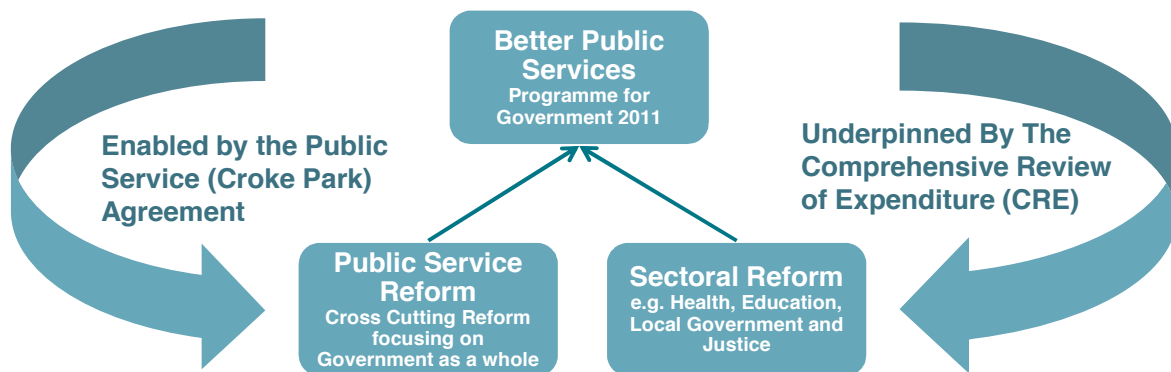 Better Public
Services
Programme for
Government 2011
Enabled by the Public
Service (Croke Park)
Agreement
Underpinned By The
Comprehensive Review
of Expenditure (CRE)
Public Service
Reform
Cross Cutting Reform
focusing on
Government as a whole
Sectoral Reform
e.g. Health, Education,
Local Government and
Justice